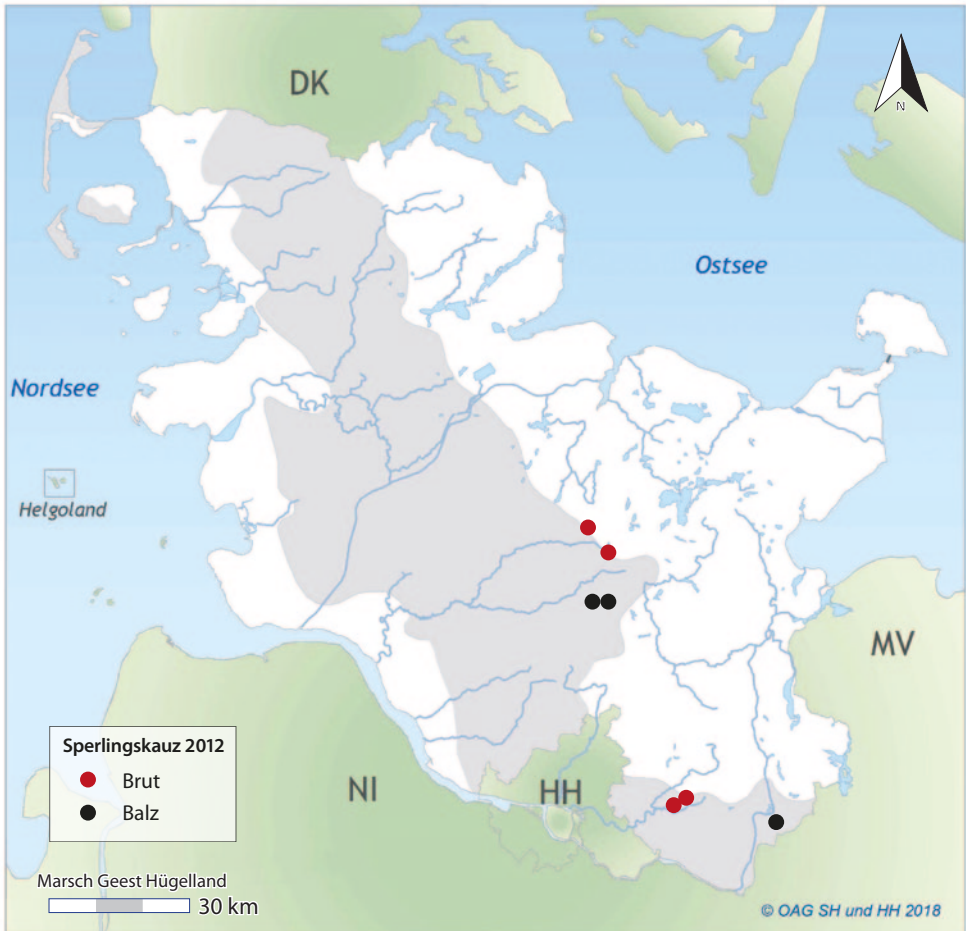 DK
N
Ostsee
Nordsee
Helgoland
MV
Sperlingskauz 2012
Brut
Balz
NI
HH
Marsch Geest Hügelland
30 km
© OAG SH und HH 2018